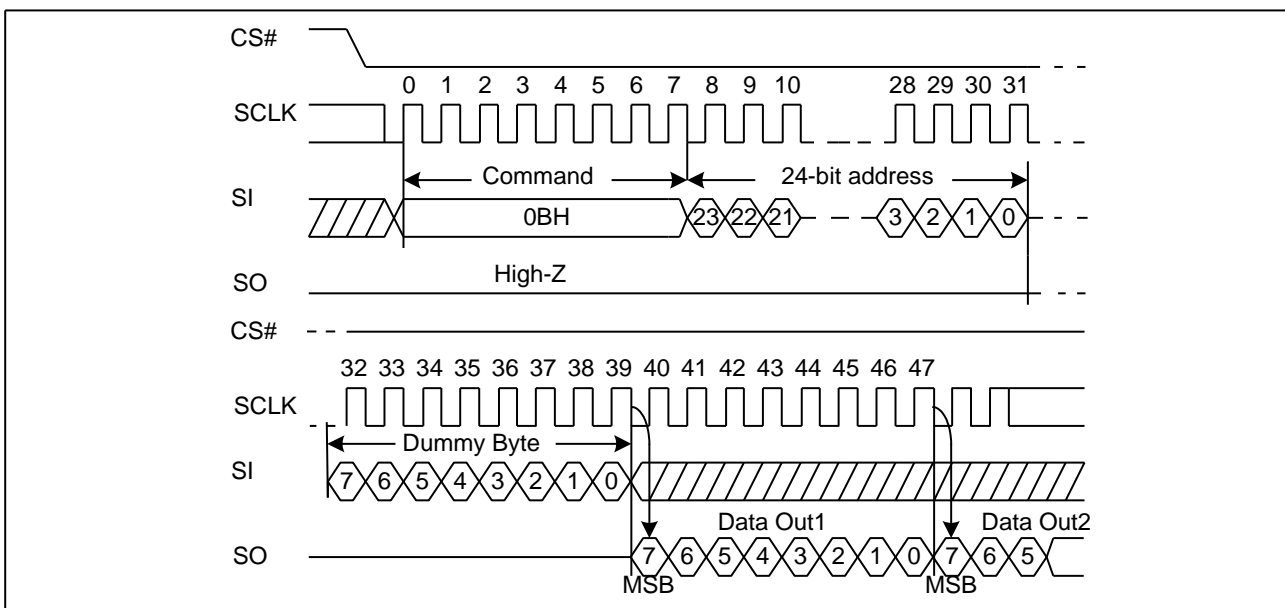 CS#
0 1 2 3 4 5 6 7 8 9 10 28 29 30 31
SCLK
Command 24-bit address
SI
0BH 23 22 21 3 2 1 0
High-Z
SO
CS#
32 33 34 35 36 37 38 39 40 41 42 43 44 45 46 47
SCLK
Dummy Byte
SI
7 6 5 4 3 2 1 0
Data Out1 Data Out2
SO
7 6 5 4 3 2 1 0 7 6 5
MSB MSB